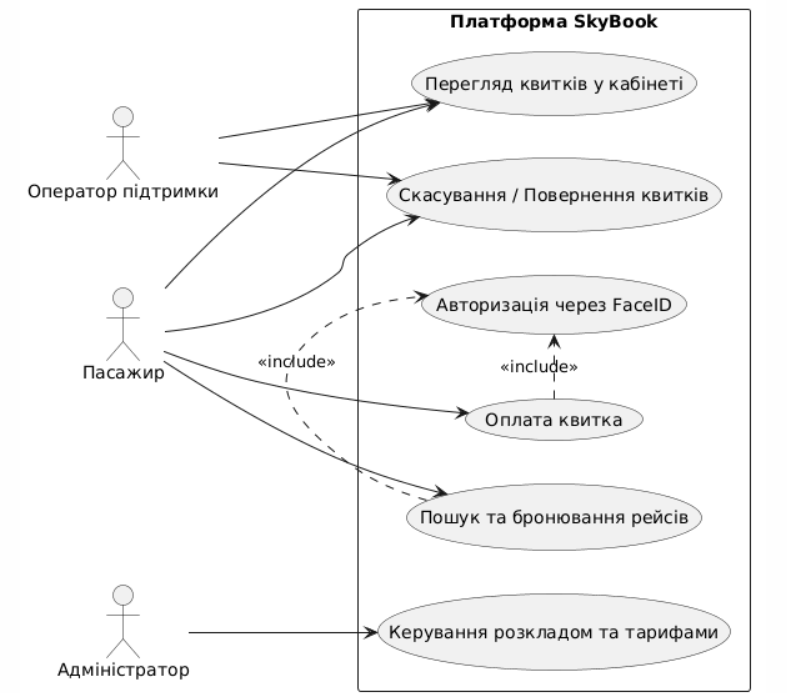 Платформа SkyBook
Перегляд квитків у кабінеті
Оператор підтримки
Скасування / Повернення квитків
Авторизація через FaceID
«include»
«include»
Пасажир
Оплата квитка
Пошук та бронювання рейсів
Керування розкладом та тарифами
Адміністратор